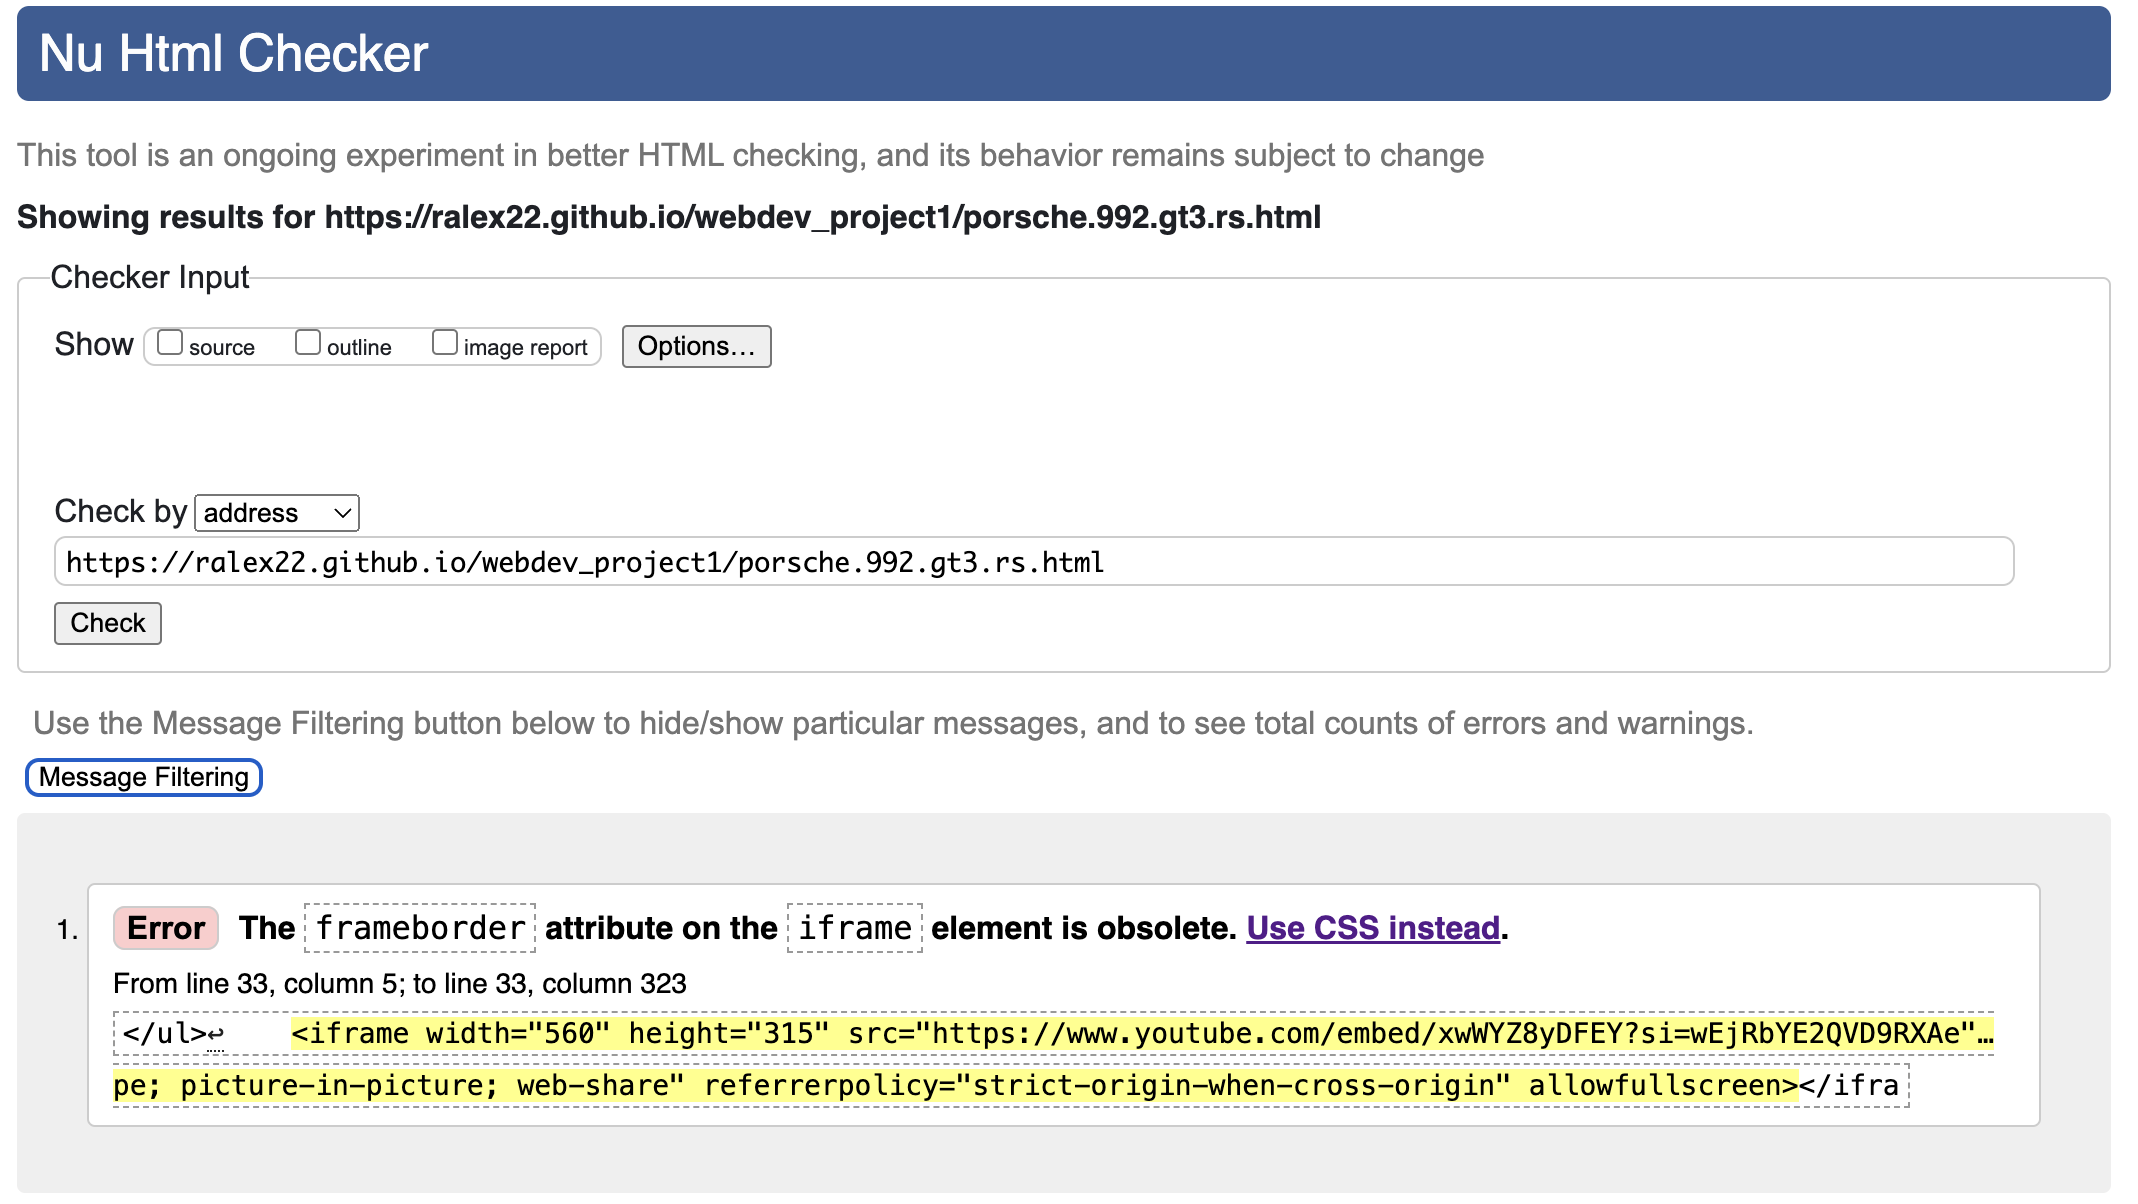 Nu Html Checker
This tool is an ongoing experiment in better HTML checking, and its behavior remains subject to change
Showing results for https://ralex22.github.io/webdev_project1/porsche.992.gt3.rs.html
Checker Input
Show source outline image report Options…
Check by address
https://ralex22.github.io/webdev_project1/porsche.992.gt3.rs.html
Check
Use the Message Filtering button below to hide/show particular messages, and to see total counts of errors and warnings.
Message Filtering
1. Error The frameborder attribute on the iframe element is obsolete. Use CSS instead.
From line 33, column 5; to line 33, column 323
</ul>↩ <iframe width="560" height="315" src="https://www.youtube.com/embed/xwWYZ8yDFEY?si=wEjRbYE2QVD9RXAe"…
pe; picture-in-picture; web-share" referrerpolicy="strict-origin-when-cross-origin" allowfullscreen></ifra